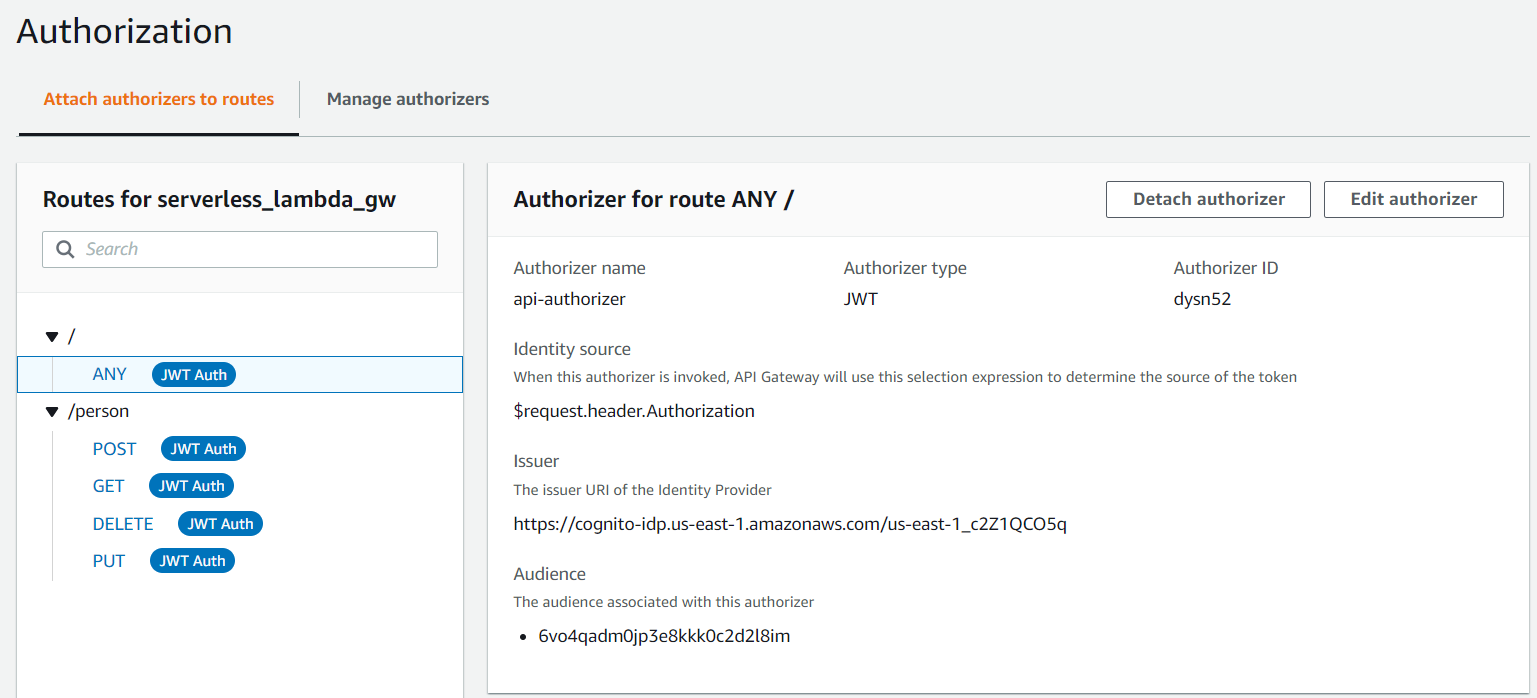 Authorization
Attach authorizers to routes
Manage authorizers
Routes for serverless_lambda_gw
Search
/
ANY JWT Auth
/person
POST JWT Auth
GET JWT Auth
DELETE JWT Auth
PUT JWT Auth
Authorizer for route ANY /
Detach authorizer
Edit authorizer
Authorizer name
api-authorizer
Authorizer type
JWT
Authorizer ID
dysn52
Identity source
When this authorizer is invoked, API Gateway will use this selection expression to determine the source of the token
$request.header.Authorization
Issuer
The issuer URI of the Identity Provider
https://cognito-idp.us-east-1.amazonaws.com/us-east-1_c2Z1QCO5q
Audience
The audience associated with this authorizer
• 6vo4qadm0jp3e8kkk0c2d2l8im